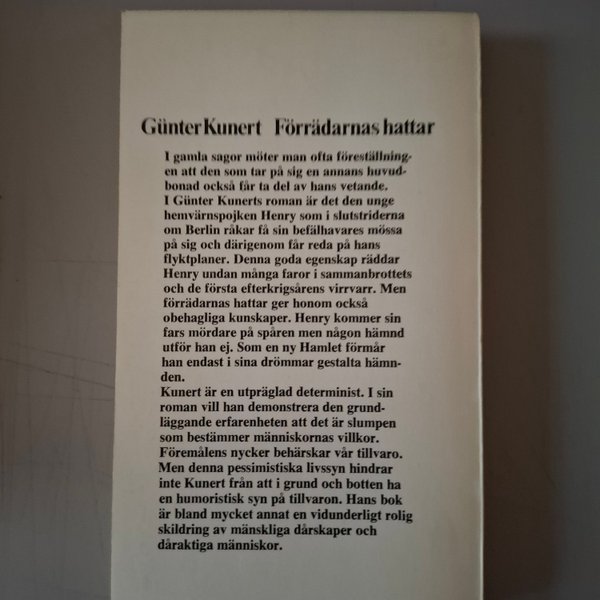 Günter Kunert Förrädarnas hattar
I gamla sagor möter man ofta föreställning-
en att den som tar på sig en annans huvud-
bonad också får ta del av hans vetande.
I Günter Kunerts roman är det den unge
hemvärnspojken Henry som i slutstriderna
om Berlin råkar få sin befälhavares mössa
på sig och därigenom får reda på hans
flyktplaner. Denna goda egenskap räddar
Henry undan många faror i sammanbrottets
och de första efterkrigsårens virrvarr. Men
förrädarnas hattar ger honom också
obehagliga kunskaper. Henry kommer sin
fars mördare på spåren men någon hämnd
utför han ej. Som en ny Hamlet förmår
han endast i sina drömmar gestalta hämn-
den.
Kunert är en utpräglad determinist. I sin
roman vill han demonstrera den grund-
läggande erfarenheten att det är slumpen
som bestämmer människornas villkor.
Föremålens nycker behärskar vår tillvaro.
Men denna pessimistiska livssyn hindrar
inte Kunert från att i grund och botten ha
en humoristisk syn på tillvaron. Hans bok
är bland mycket annat en vidunderligt rolig
skildring av mänskliga dårskaper och
dåraktiga människor.